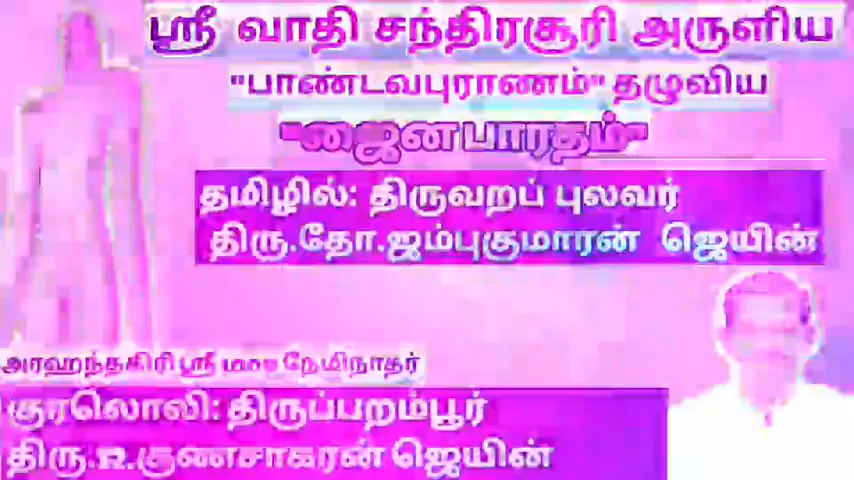 ஸ்ரீ வாதி சந்திரசூரி அருளிய
"பாண்டவபுராணம்" தழுவிய
"ஜைனபாரதம்"
தமிழில்: திருவறப் புலவர்
திரு.தோ.ஜம்புகுமாரன் ஜெயின்
அரஹந்தகிரி ஸ்ரீ நேமிநாதர்
குரலொலி: திருப்பறம்பூர்
திரு.ஐ.குணசாகரன் ஜெயின்